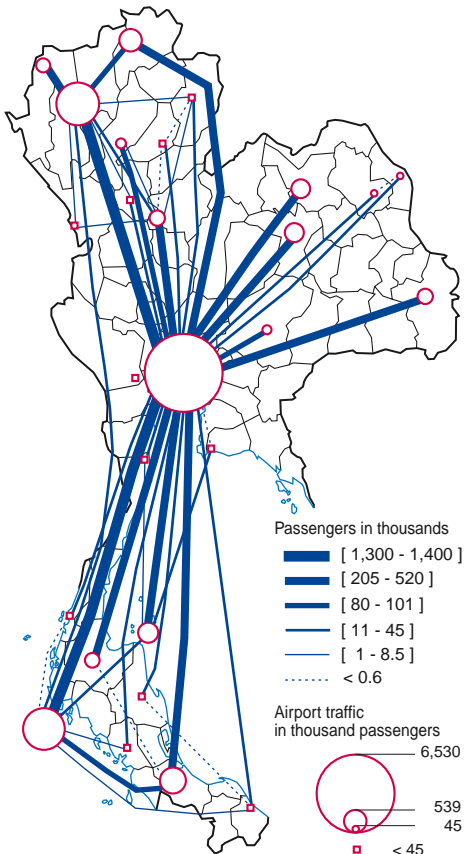 Passengers in thousands
[ 1,300 - 1,400 ]
[ 205 - 520 ]
[ 80 - 101 ]
[ 11 - 45 ]
[ 1 - 8.5 ]
< 0.6
Airport traffic
in thousand passengers
6,530
539
45
< 45